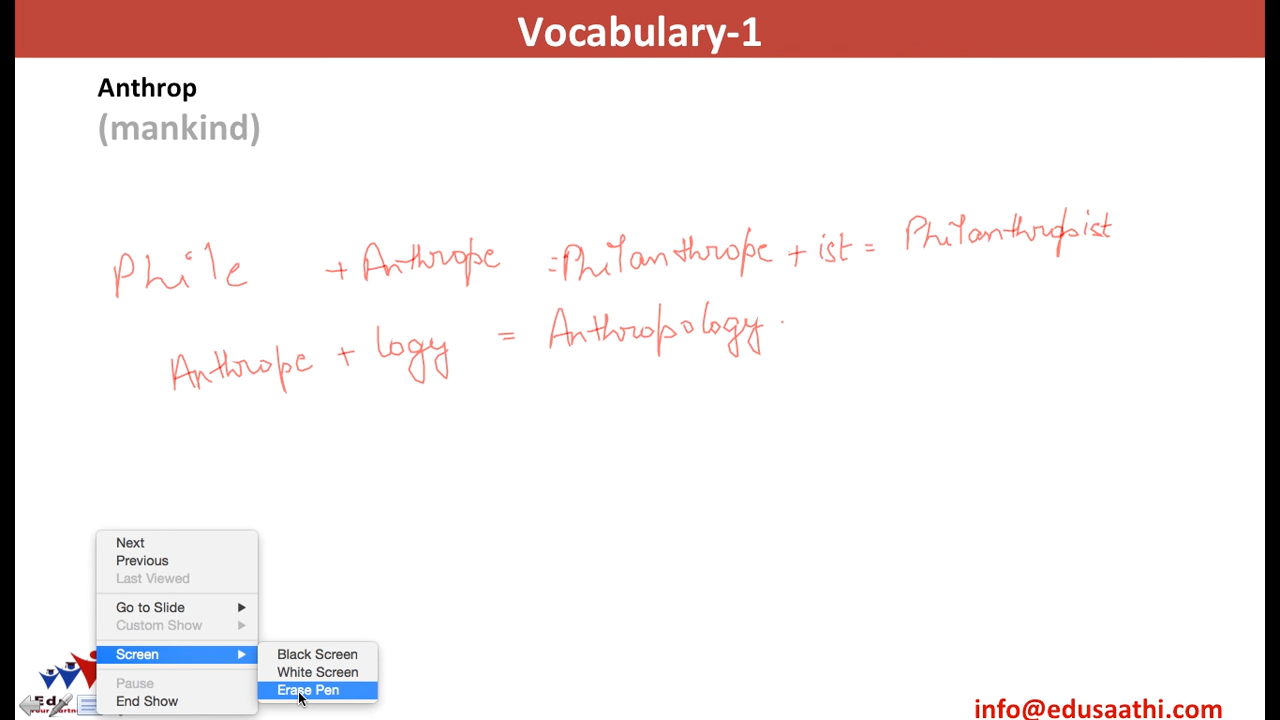 Vocabulary-1
Anthrop
(mankind)
Phile + Anthrope = Philanthrope + ist = Philanthropist
Anthrope + logy = Anthropology.
Next
Previous
Last Viewed
Go to Slide
Custom Show
Screen
Black Screen
White Screen
Erase Pen
Pause
End Show
info@edusaathi.com